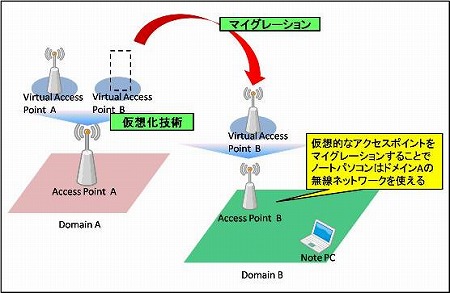 マイグレーション
Virtual Access
Point A
Virtual Access
Point B
仮想化技術
Access Point A
Domain A
Virtual Access
Point B
仮想的なアクセスポイントを
マイグレーションすることで
ノートパソコンはドメインAの
無線ネットワークを使える
Access Point B
Note PC
Domain B